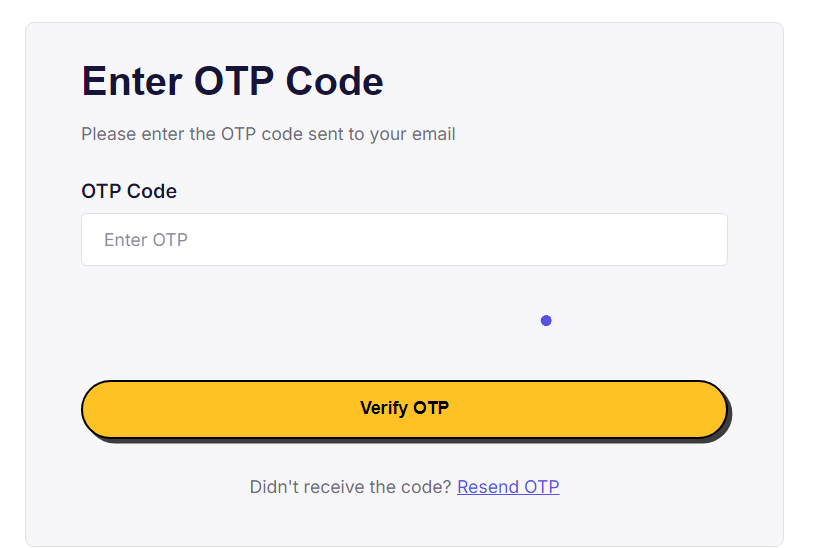 Enter OTP Code
Please enter the OTP code sent to your email
OTP Code
Enter OTP
Verify OTP
Didn't receive the code? Resend OTP